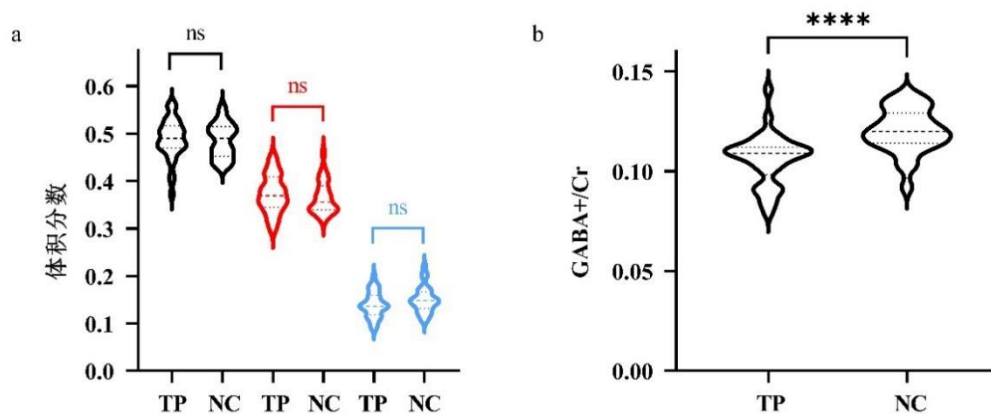 a
ns
ns
ns
体积分数
0.6
0.5
0.4
0.3
0.2
0.1
0.0
TP NC TP NC TP NC
b
****
GABA+/Cr
0.15
0.10
0.05
0.00
TP NC